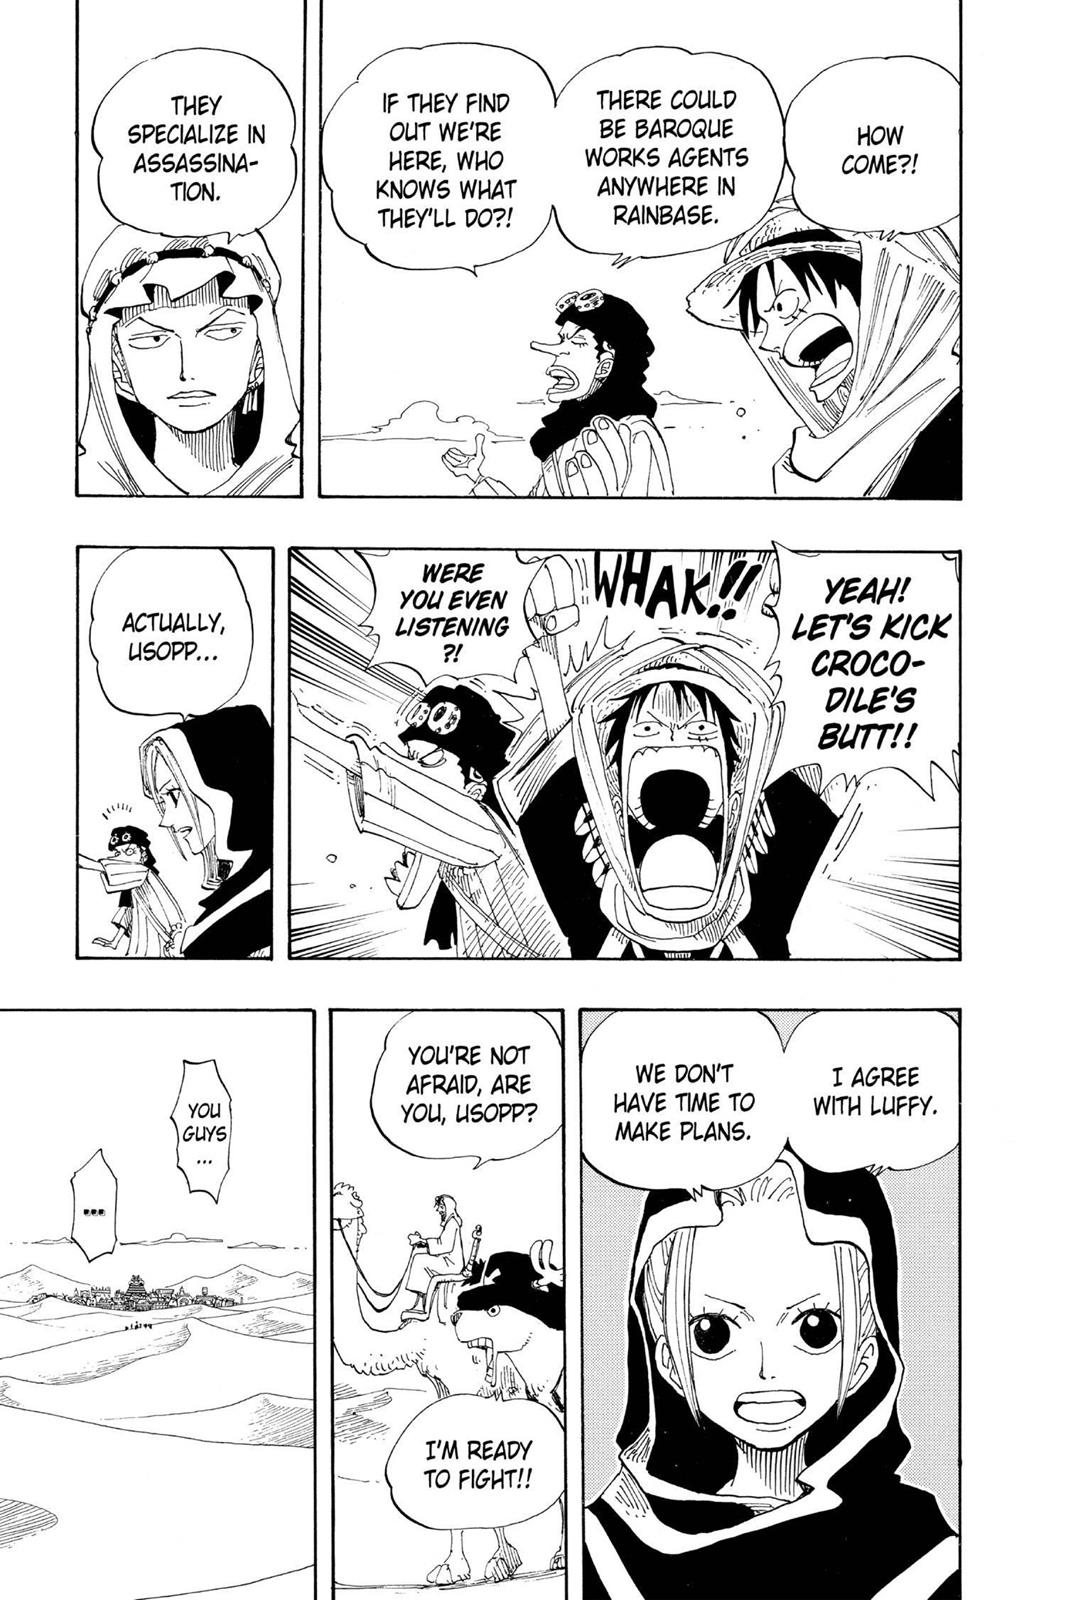 HOW
COME?!
THERE COULD
BE BAROQUE
WORKS AGENTS
ANYWHERE IN
RAINBASE.
IF THEY FIND
OUT WE'RE
HERE, WHO
KNOWS WHAT
THEY'LL DO?!
THEY
SPECIALIZE IN
ASSASSINA-
TION.
YEAH!
LET'S KICK
CROCO-
DILE'S
BUTT!!
WHAK!!
WERE
YOU EVEN
LISTENING
?!
ACTUALLY,
USOPP...
I AGREE
WITH LUFFY.
WE DON'T
HAVE TIME TO
MAKE PLANS.
YOU'RE NOT
AFRAID, ARE
YOU, USOPP?
I'M READY
TO FIGHT!!
YOU
GUYS
...
...